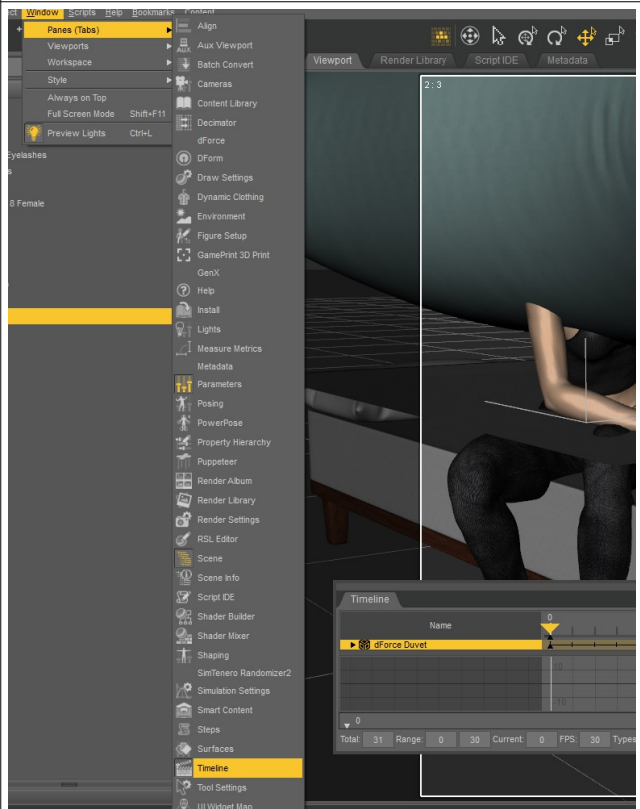 Window Scripts Help Bookmarks Content
Panes (Tabs)
Viewports
Workspace
Style
Always on Top
Full Screen Mode Shift+F11
Preview Lights Ctrl+L
Eyelashes
8 Female
Align
Aux Viewport
Batch Convert
Cameras
Content Library
Decimator
dForce
DForm
Draw Settings
Dynamic Clothing
Environment
Figure Setup
GamePrint 3D Print
GenX
Help
Install
Lights
Measure Metrics
Metadata
Parameters
Posing
PowerPose
Property Hierarchy
Puppeteer
Render Album
Render Library
Render Settings
RSL Editor
Scene
Scene Info
Script IDE
Shader Builder
Shader Mixer
Shaping
SimTenero Randomizer2
Simulation Settings
Smart Content
Steps
Surfaces
Timeline
Tool Settings
UI Widget Map
Viewport Render Library Script IDE Metadata
2 : 3
Timeline
0
Name
dForce Duvet
0
Total: 31 Range: 0 30 Current: 0 FPS: 30 Types